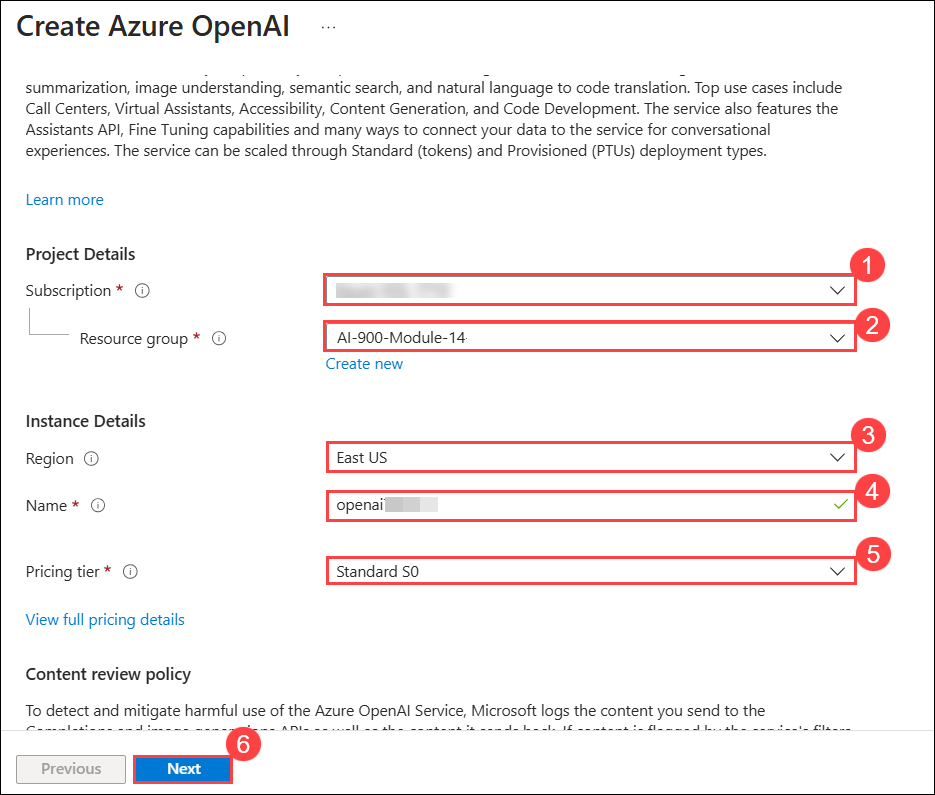 Create Azure OpenAI ...
summarization, image understanding, semantic search, and natural language to code translation. Top use cases include
Call Centers, Virtual Assistants, Accessibility, Content Generation, and Code Development. The service also features the
Assistants API, Fine Tuning capabilities and many ways to connect your data to the service for conversational
experiences. The service can be scaled through Standard (tokens) and Provisioned (PTUs) deployment types.
Learn more
Project Details
1
Subscription *
2
Resource group * AI-900-Module-14
Create new
Instance Details
3
Region East US
4
Name * openai
5
Pricing tier * Standard S0
View full pricing details
Content review policy
To detect and mitigate harmful use of the Azure OpenAI Service, Microsoft logs the content you send to the
6
Previous Next